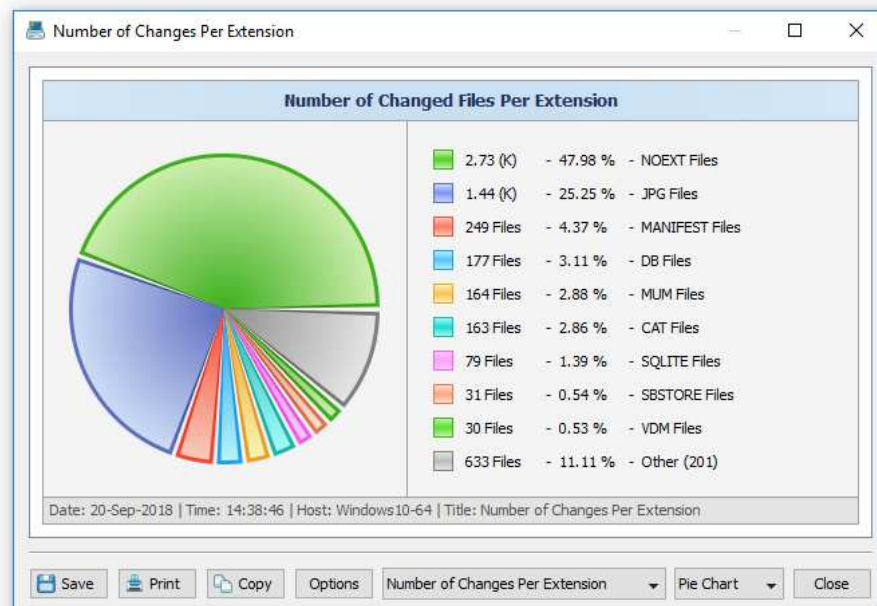 Number of Changes Per Extension
Number of Changed Files Per Extension
2.73 (K) - 47.98 % - NOEXT Files
1.44 (K) - 25.25 % - JPG Files
249 Files - 4.37 % - MANIFEST Files
177 Files - 3.11 % - DB Files
164 Files - 2.88 % - MUM Files
163 Files - 2.86 % - CAT Files
79 Files - 1.39 % - SQLITE Files
31 Files - 0.54 % - SBSTORE Files
30 Files - 0.53 % - VDM Files
633 Files - 11.11 % - Other (201)
Date: 20-Sep-2018 | Time: 14:38:46 | Host: Windows10-64 | Title: Number of Changes Per Extension
Save Print Copy Options Number of Changes Per Extension Pie Chart Close